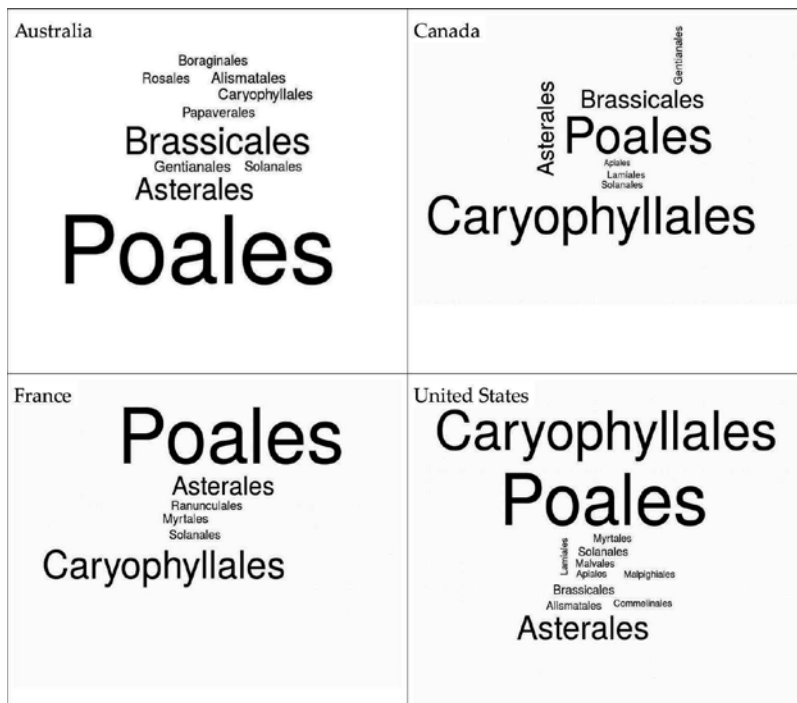 Australia
Boraginales
Rosales Alismatales
Caryophyllales
Papaverales
Brassicales
Gentianales Solanales
Asterales
Poales
Canada
Gentianales
Asterales
Brassicales
Poales
Apiales
Lamiales
Solanales
Caryophyllales
France
Poales
Asterales
Ranunculales
Myrtales
Solanales
Caryophyllales
United States
Caryophyllales
Poales
Lamiales
Myrtales
Solanales
Malvales
Apiales Malpighiales
Brassicales
Alismatales Commelinales
Asterales